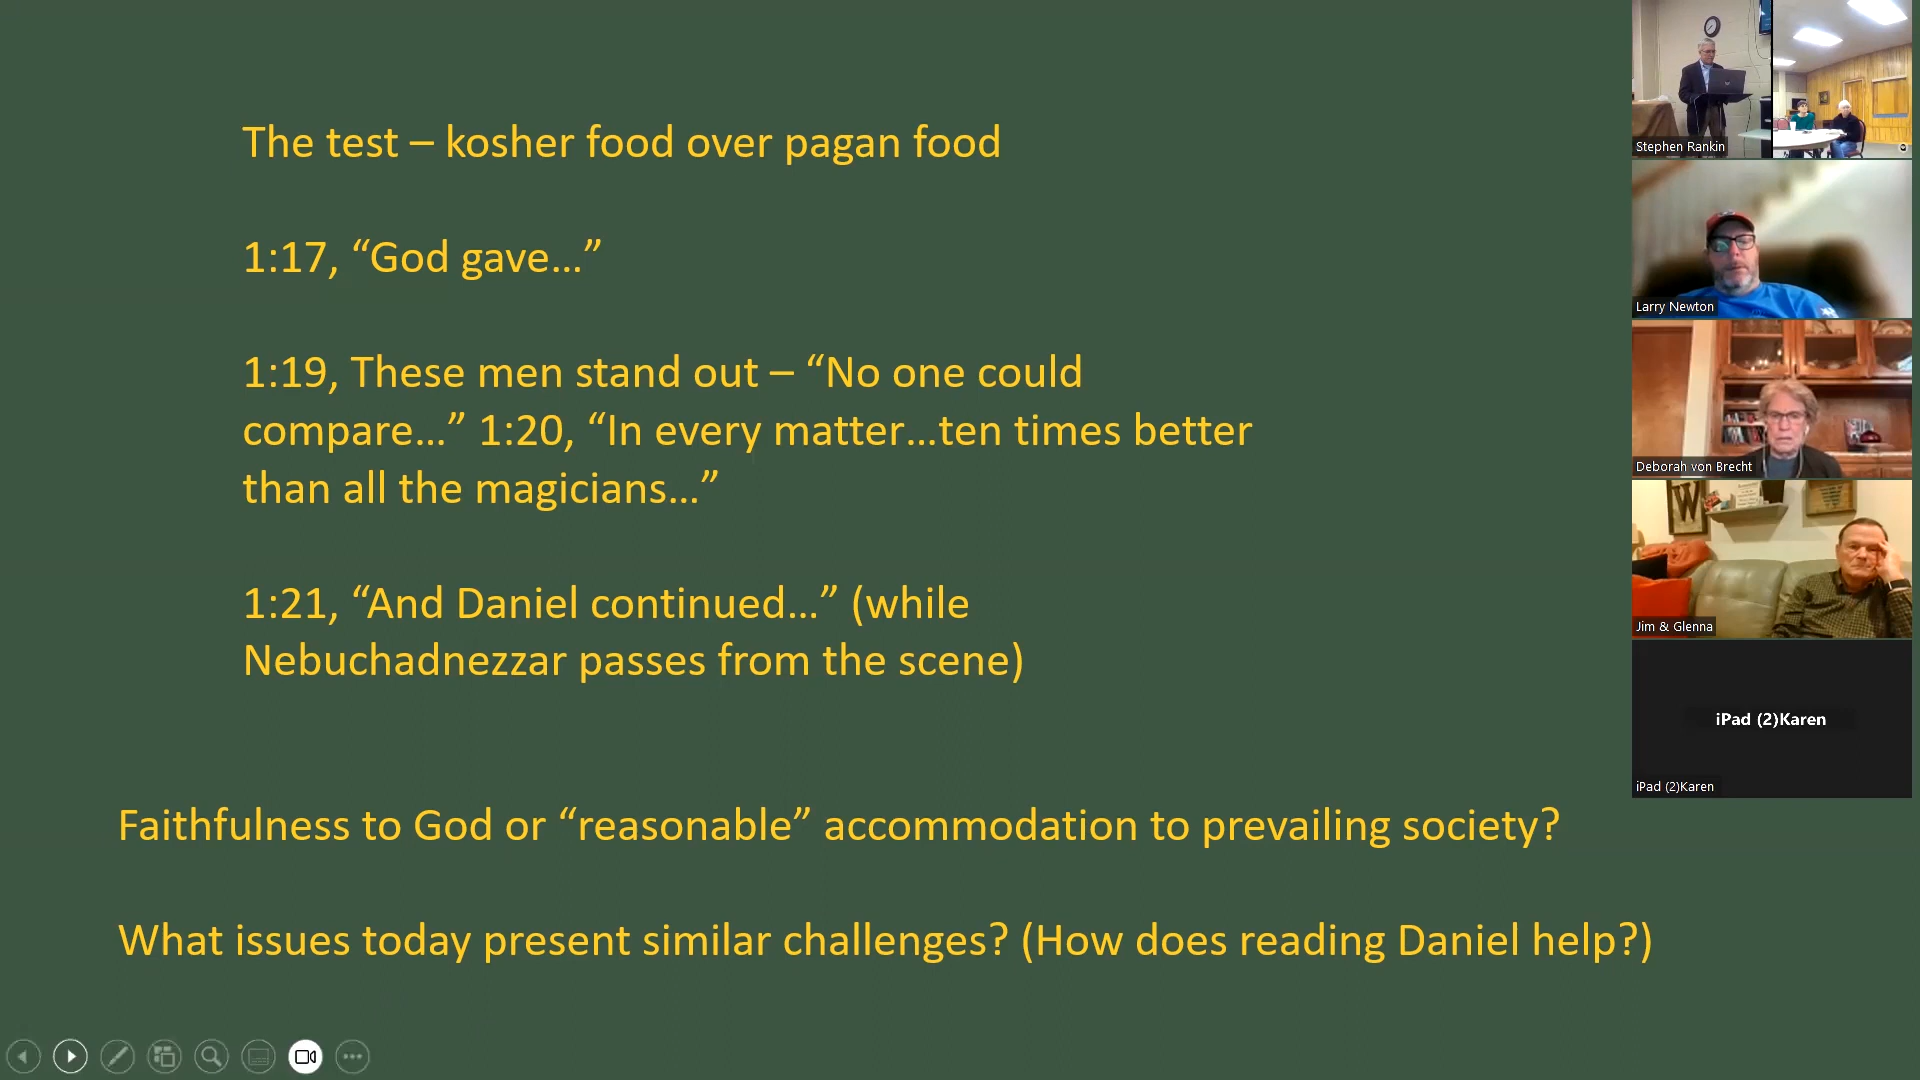 The test – kosher food over pagan food
1:17, “God gave…”
1:19, These men stand out – “No one could
compare…” 1:20, “In every matter…ten times better
than all the magicians…”
1:21, “And Daniel continued…” (while
Nebuchadnezzar passes from the scene)
Faithfulness to God or “reasonable” accommodation to prevailing society?
What issues today present similar challenges? (How does reading Daniel help?)
Stephen Rankin
Larry Newton
Deborah von Brecht
W
Jim & Glenna
iPad (2)Karen
iPad (2)Karen